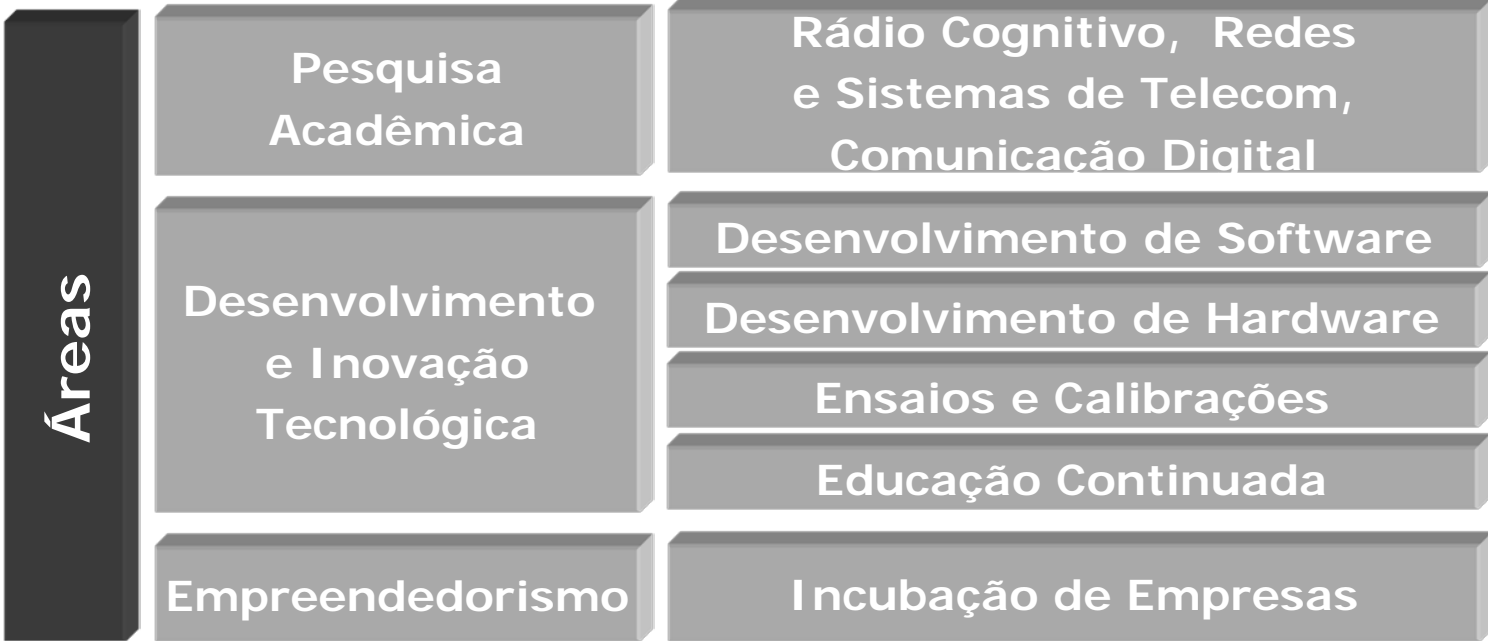 Áreas
Pesquisa
Acadêmica
Rádio Cognitivo, Redes
e Sistemas de Telecom,
Comunicação Digital
Desenvolvimento
e Inovação
Tecnológica
Desenvolvimento de Software
Desenvolvimento de Hardware
Ensaios e Calibrações
Educação Continuada
Empreendedorismo
Incubação de Empresas